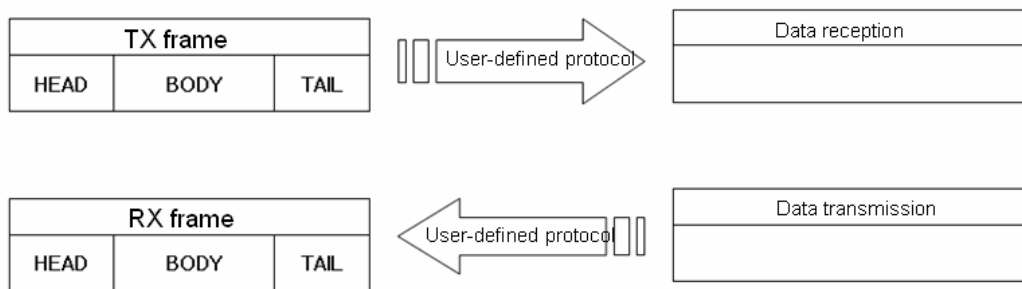 TX frame
HEAD BODY TAIL
User-defined protocol
Data reception
RX frame
HEAD BODY TAIL
User-defined protocol
Data transmission